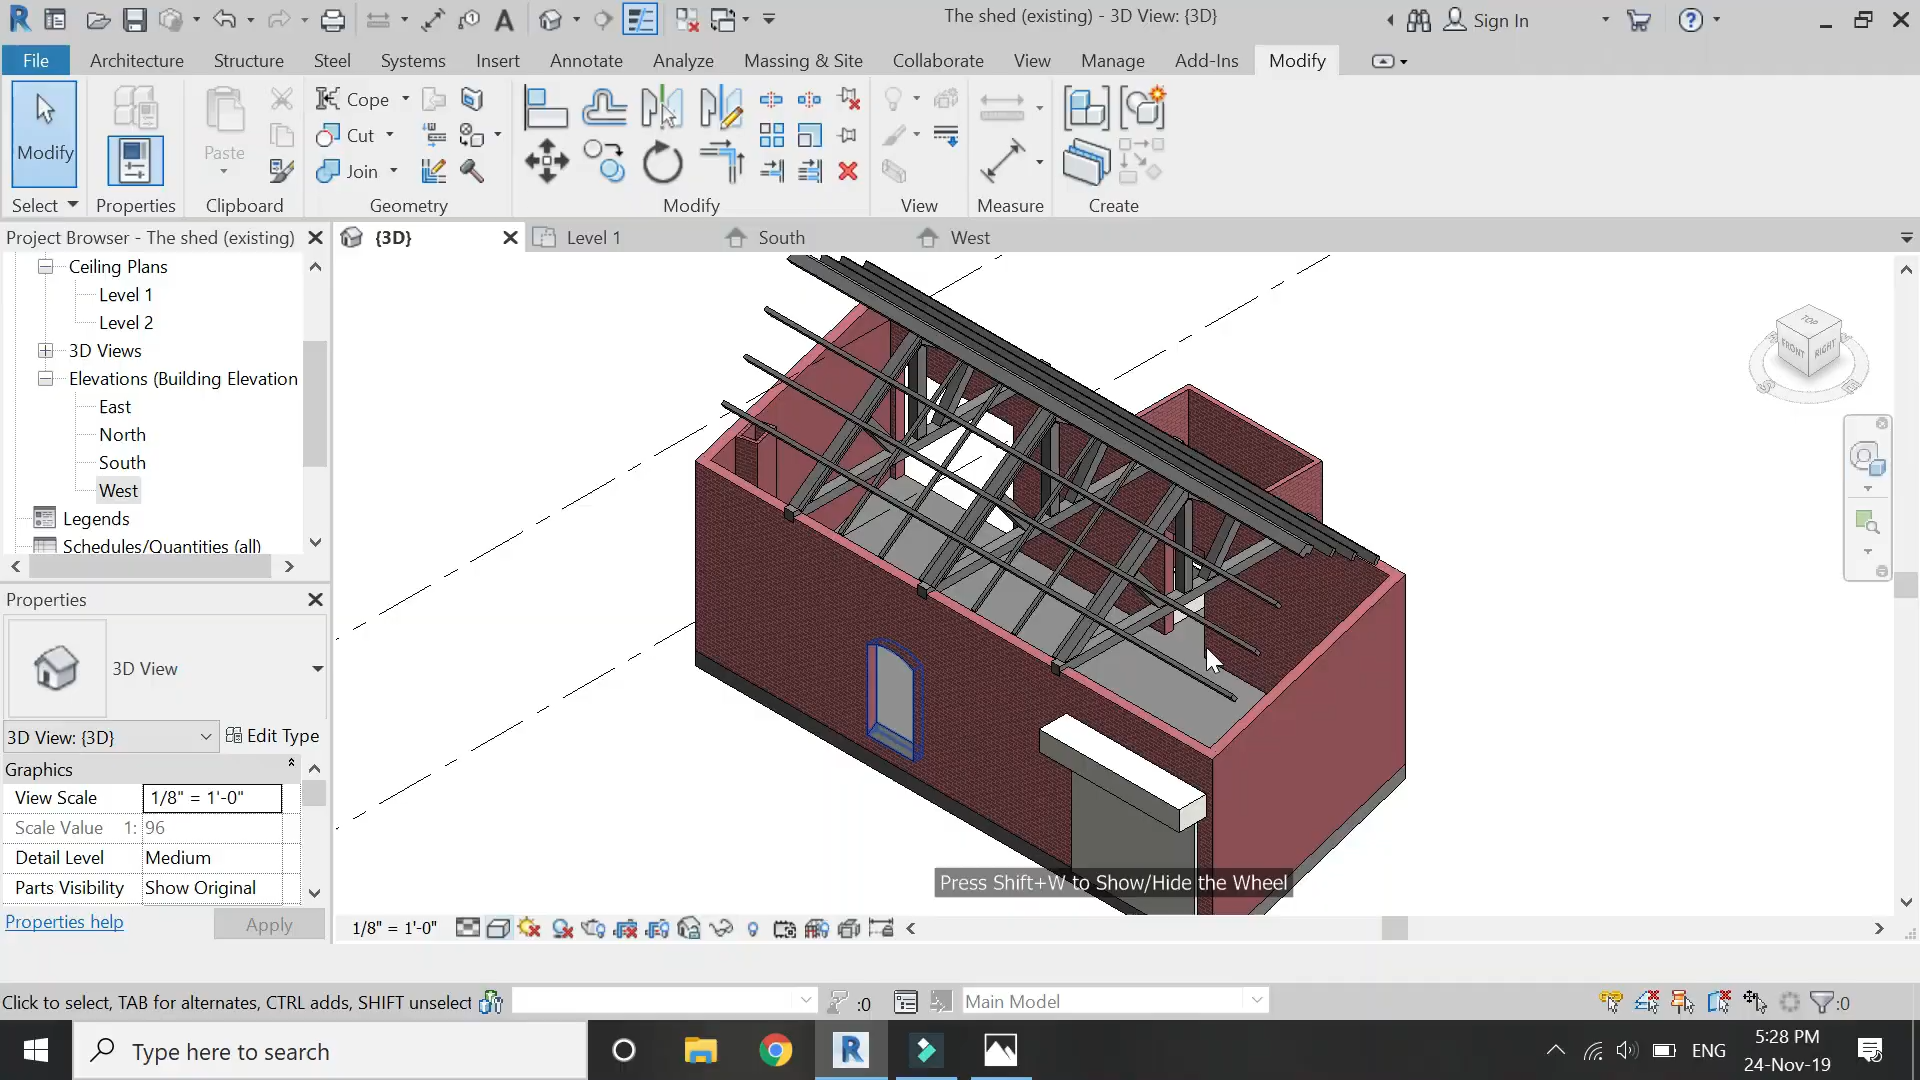 The shed (existing) - 3D View: {3D}
Sign In
File
Architecture
Structure
Steel
Systems
Insert
Annotate
Analyze
Massing & Site
Collaborate
View
Manage
Add-Ins
Modify
Modify
Select
Properties
Paste
Clipboard
Cope
Cut
Join
Geometry
Modify
View
Measure
Create
Project Browser - The shed (existing)
{3D}
Level 1
South
West
Ceiling Plans
Level 1
Level 2
3D Views
Elevations (Building Elevation
East
North
South
West
Legends
Schedules/Quantities (all)
TOP
FRONT
RIGHT
S
E
Properties
3D View
3D View: {3D}
Edit Type
Graphics
View Scale
1/8" = 1'-0"
Scale Value 1:
96
Detail Level
Medium
Parts Visibility
Show Original
Properties help
Apply
Press Shift+W to Show/Hide the Wheel
1/8" = 1'-0"
Click to select, TAB for alternates, CTRL adds, SHIFT unselect
:0
Main Model
:0
Type here to search
ENG
5:28 PM
24-Nov-19